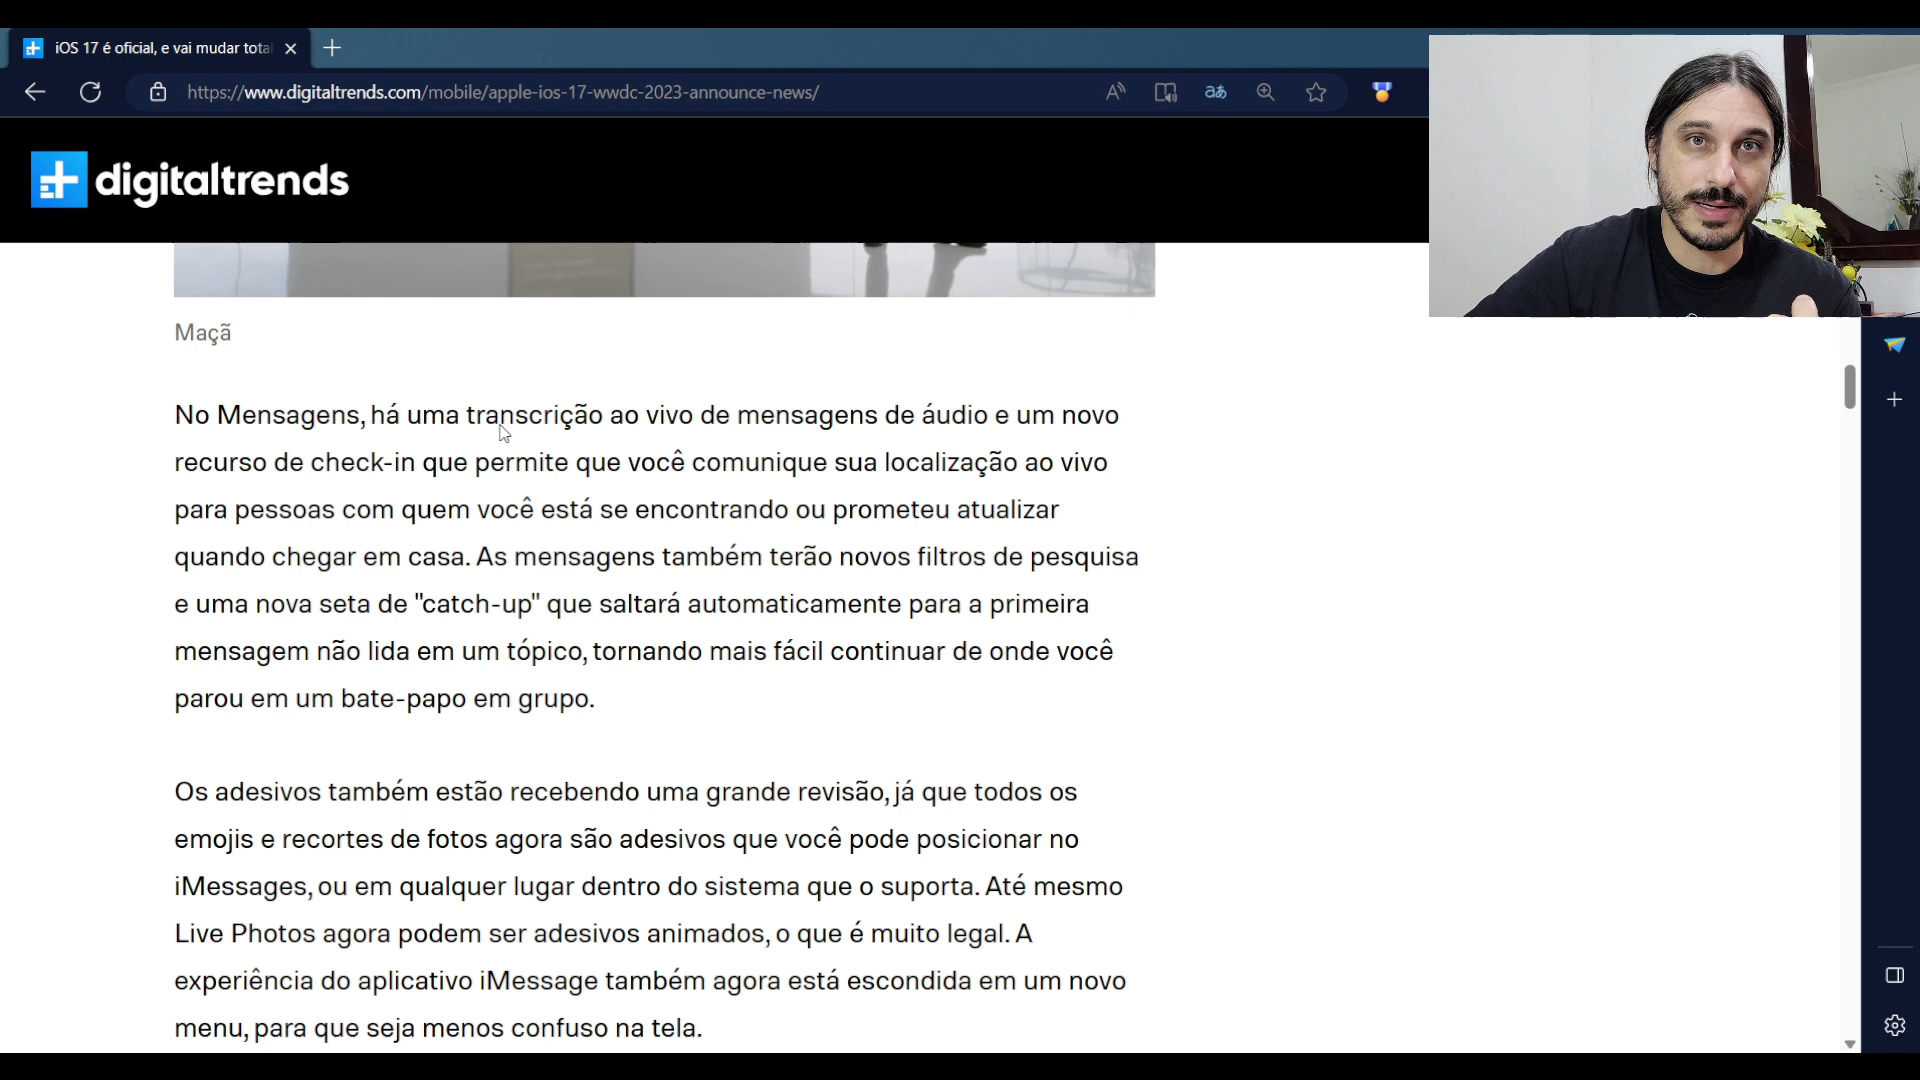 iOS 17 é oficial, e vai mudar tota
https://www.digitaltrends.com/mobile/apple-ios-17-wwdc-2023-announce-news/
digitaltrends
Maçã
No Mensagens, há uma transcrição ao vivo de mensagens de áudio e um novo
recurso de check-in que permite que você comunique sua localização ao vivo
para pessoas com quem você está se encontrando ou prometeu atualizar
quando chegar em casa. As mensagens também terão novos filtros de pesquisa
e uma nova seta de "catch-up" que saltará automaticamente para a primeira
mensagem não lida em um tópico, tornando mais fácil continuar de onde você
parou em um bate-papo em grupo.
Os adesivos também estão recebendo uma grande revisão, já que todos os
emojis e recortes de fotos agora são adesivos que você pode posicionar no
iMessages, ou em qualquer lugar dentro do sistema que o suporta. Até mesmo
Live Photos agora podem ser adesivos animados, o que é muito legal. A
experiência do aplicativo iMessage também agora está escondida em um novo
menu, para que seja menos confuso na tela.